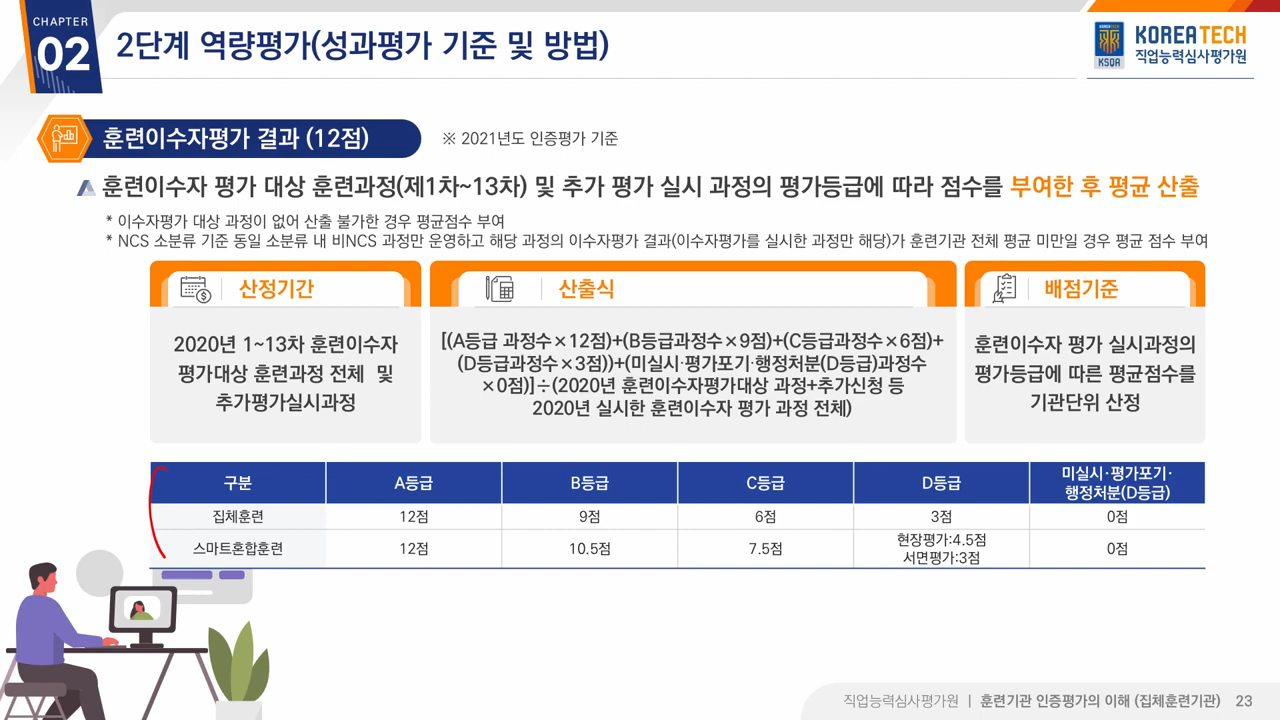 CHAPTER
02
2단계 역량평가(성과평가 기준 및 방법)
KSQA
KOREATECH
직업능력심사평가원
훈련이수자평가 결과 (12점)
※ 2021년도 인증평가 기준
훈련이수자 평가 대상 훈련과정(제1차~13차) 및 추가 평가 실시 과정의 평가등급에 따라 점수를 부여한 후 평균 산출
* 이수자평가 대상 과정이 없어 산출 불가한 경우 평균점수 부여
* NCS 소분류 기준 동일 소분류 내 비NCS 과정만 운영하고 해당 과정의 이수자평가 결과(이수자평가를 실시한 과정만 해당)가 훈련기관 전체 평균 미만일 경우 평균 점수 부여
산정기간
2020년 1~13차 훈련이수자
평가대상 훈련과정 전체 및
추가평가실시과정
산출식
[(A등급 과정수×12점)+(B등급과정수×9점)+(C등급과정수×6점)+
(D등급과정수×3점))+(미실시·평가포기·행정처분(D등급)과정수
×0점)]÷(2020년 훈련이수자평가대상 과정+추가신청 등
2020년 실시한 훈련이수자 평가 과정 전체)
배점기준
훈련이수자 평가 실시과정의
평가등급에 따른 평균점수를
기관단위 산정
구분 A등급 B등급 C등급 D등급 미실시·평가포기·
행정처분(D등급)
집체훈련 12점 9점 6점 3점 0점
스마트혼합훈련 12점 10.5점 7.5점 현장평가:4.5점
서면평가:3점 0점
직업능력심사평가원 | 훈련기관 인증평가의 이해 (집체훈련기관) 23